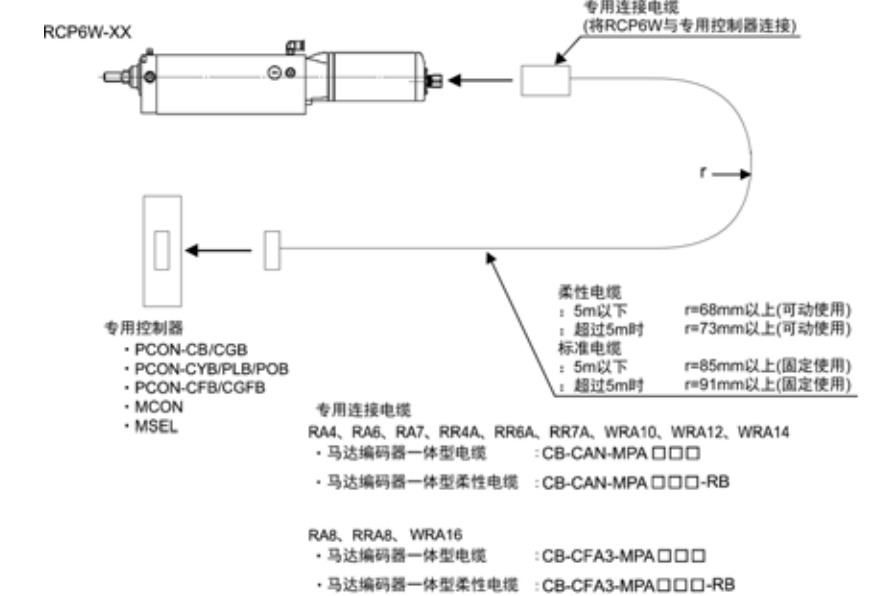 专用连接电缆
(将RCP6W与专用控制器连接)
RCP6W-XX
r
柔性电缆
：5m以下 r=68mm以上(可动使用)
：超过5m时 r=73mm以上(可动使用)
标准电缆
：5m以下 r=85mm以上(固定使用)
：超过5m时 r=91mm以上(固定使用)
专用控制器
・PCON-CB/CGB
・PCON-CYB/PLB/POB
・PCON-CFB/CGFB
・MCON
・MSEL
专用连接电缆
RA4、RA6、RA7、RR4A、RR6A、RR7A、WRA10、WRA12、WRA14
・马达编码器一体型电缆 :CB-CAN-MPA□□□
・马达编码器一体型柔性电缆 :CB-CAN-MPA□□□-RB
RA8、RRA8、WRA16
・马达编码器一体型电缆 :CB-CFA3-MPA□□□
・马达编码器一体型柔性电缆 :CB-CFA3-MPA□□□-RB